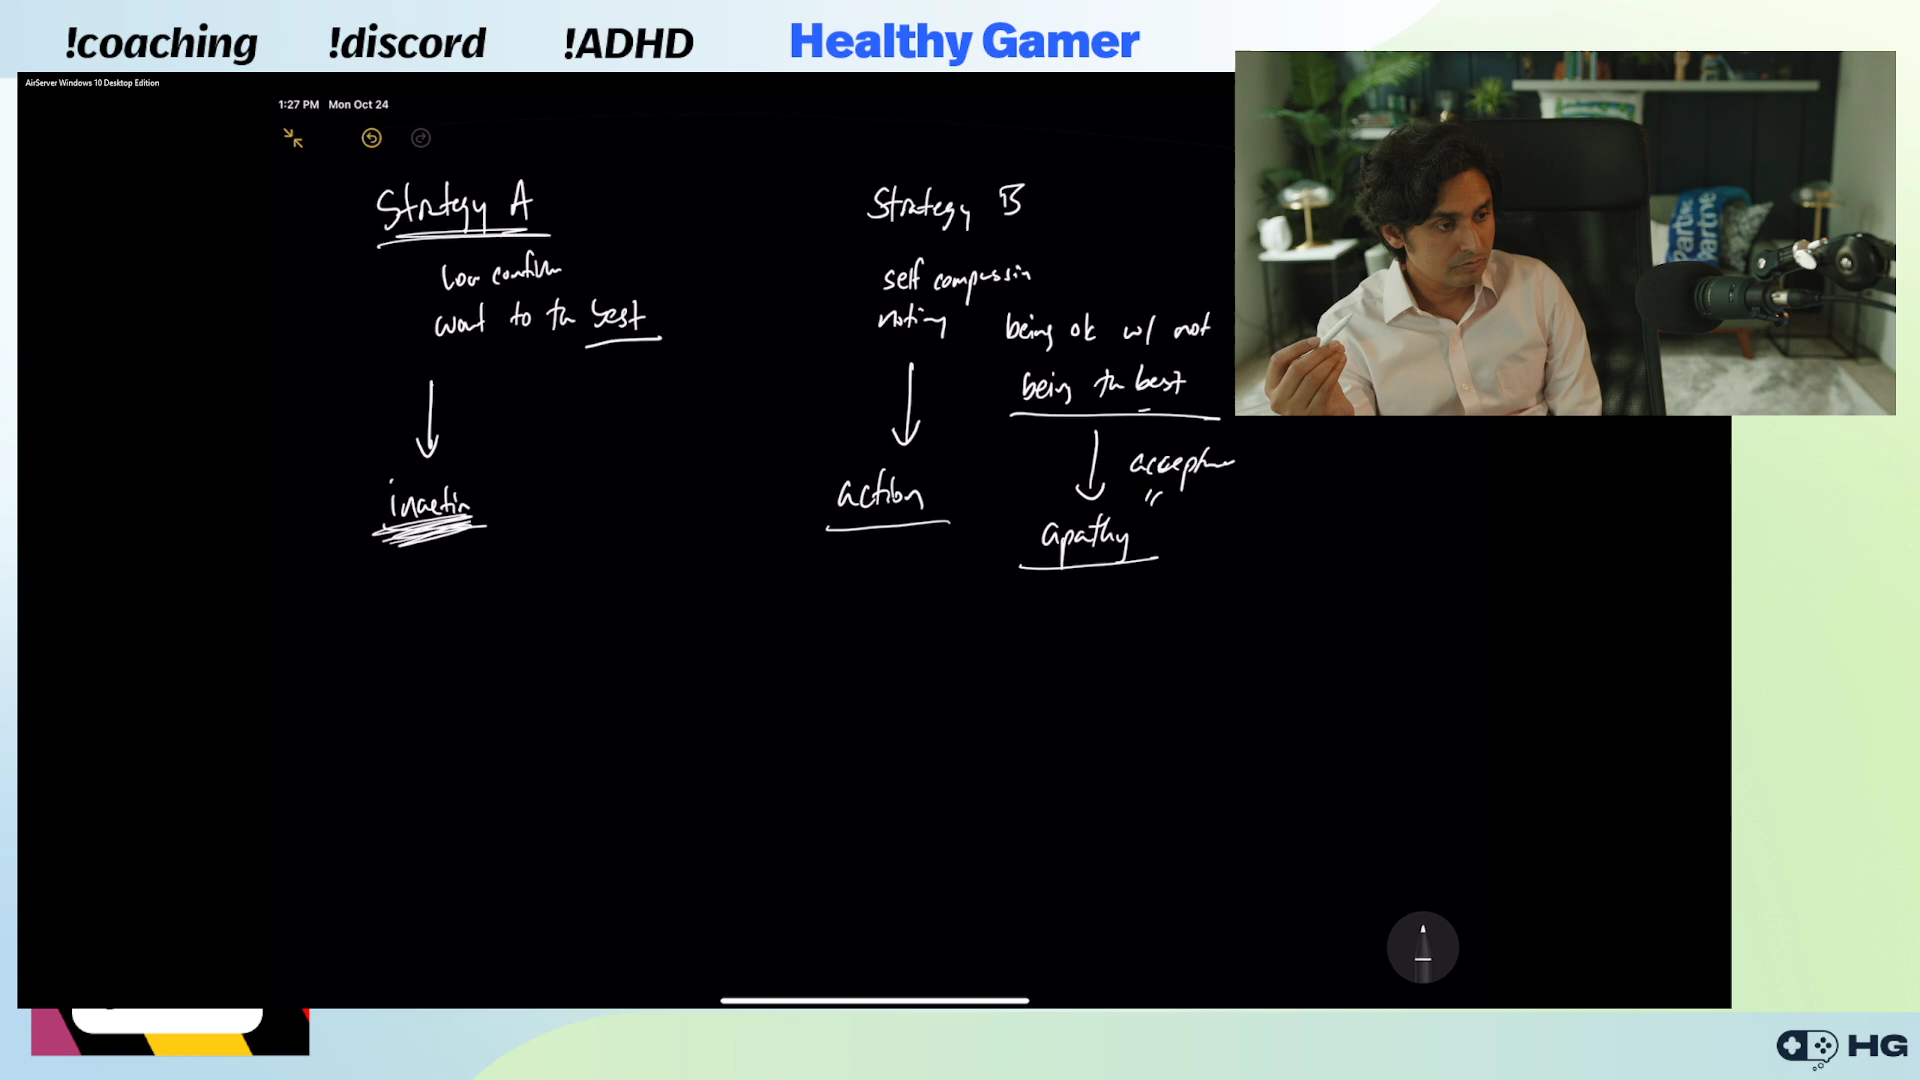 !coaching !discord !ADHD Healthy Gamer
AirServer Windows 10 Desktop Edition
1:27 PM Mon Oct 24
Strategy A
low confidence
want to the best
inaction
Strategy B
self compassion
noting
action
being ok w/ not
being the best
acceptance
apathy
HG